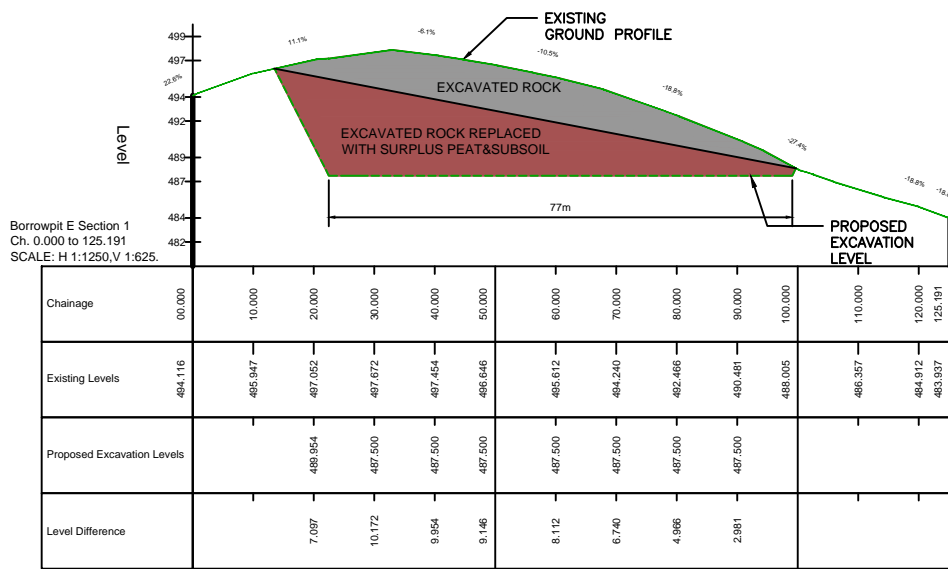 EXISTING
GROUND PROFILE
499
497
494
492
489
487
484
482
Level
22.6%
11.1%
-6.1%
-10.5%
-18.8%
-27.4%
-18.8%
EXCAVATED ROCK
EXCAVATED ROCK REPLACED
WITH SURPLUS PEAT&SUBSOIL
77m
PROPOSED
EXCAVATION
LEVEL
Borrowpit E Section 1
Ch. 0.000 to 125.191
SCALE: H 1:1250,V 1:625.
Chainage 00.000 10.000 20.000 30.000 40.000 50.000 60.000 70.000 80.000 90.000 100.000 110.000 120.000 125.191
Existing Levels 494.116 495.947 497.052 497.672 497.454 496.646 495.612 494.240 492.466 490.481 488.005 486.357 484.912 483.937
Proposed Excavation Levels 489.954 487.500 487.500 487.500 487.500 487.500 487.500 487.500
Level Difference 7.097 10.172 9.954 9.146 8.112 6.740 4.966 2.981